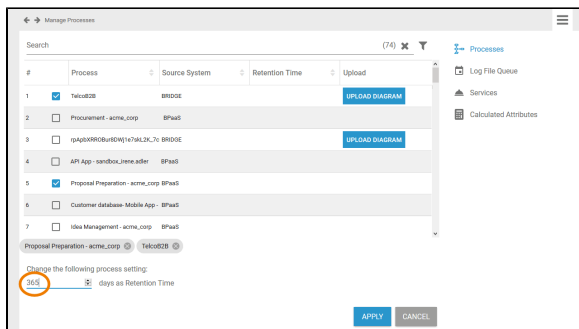 Manage Processes
Search (74)
# Process Source System Retention Time Upload
1 TelcoB2B BRIDGE UPLOAD DIAGRAM
2 Procurement - acme_corp BPaaS
3 BRIDGE UPLOAD DIAGRAM
4 API App - sandbox_irene.adler BPaaS
5 Proposal Preparation - acme_corp BPaaS
6 Customer database- Mobile App - BPaaS
7 Idea Management - acme_corp BPaaS
Proposal Preparation - acme_corp TelcoB2B
Change the following process setting:
365 days as Retention Time
APPLY CANCEL
Processes
Log File Queue
Services
Calculated Attributes